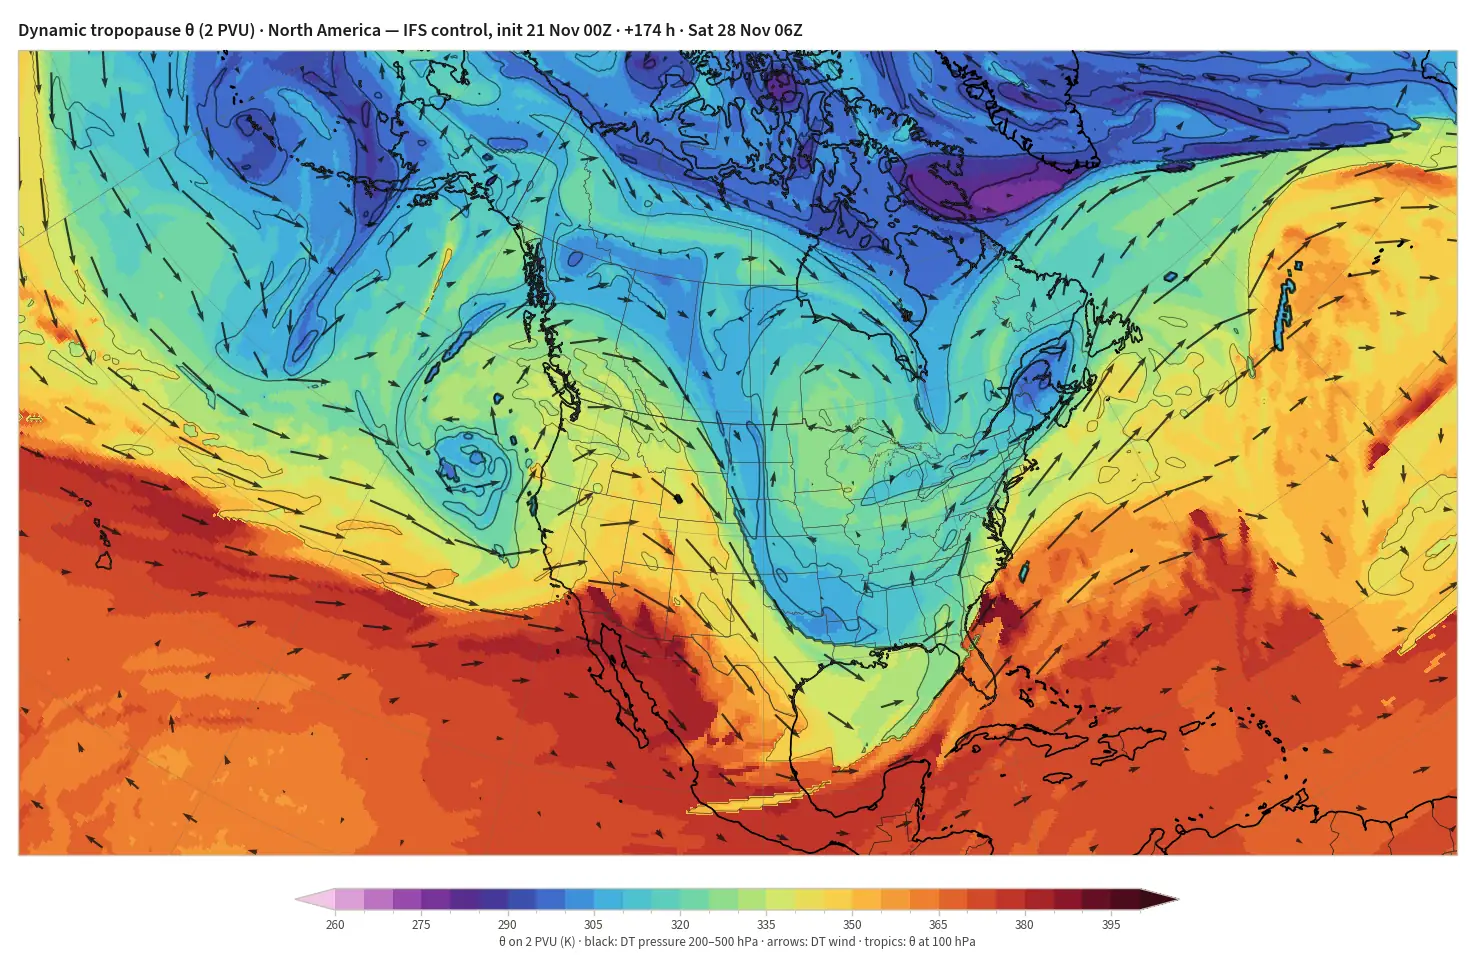 Dynamic tropopause θ (2 PVU) · North America — IFS control, init 21 Nov 00Z · +174 h · Sat 28 Nov 06Z
260 275 290 305 320 335 350 365 380 395
θ on 2 PVU (K) · black: DT pressure 200–500 hPa · arrows: DT wind · tropics: θ at 100 hPa